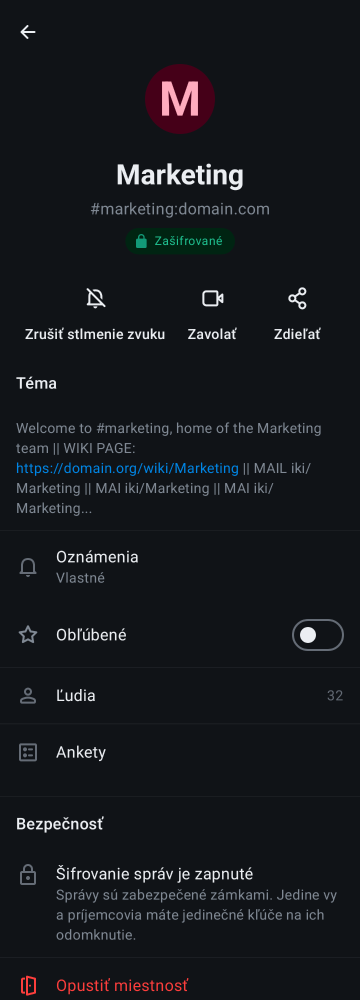 M
Marketing
#marketing:domain.com
Zašifrované
Zrušiť stlmenie zvuku
Zavolať
Zdieľať
Téma
Welcome to #marketing, home of the Marketing
team || WIKI PAGE:
https://domain.org/wiki/Marketing || MAIL iki/
Marketing || MAI iki/Marketing || MAI iki/
Marketing...
Oznámenia
Vlastné
Obľúbené
Ľudia 32
Ankety
Bezpečnosť
Šifrovanie správ je zapnuté
Správy sú zabezpečené zámkami. Jedine vy
a príjemcovia máte jedinečné kľúče na ich
odomknutie.
Opustiť miestnosť